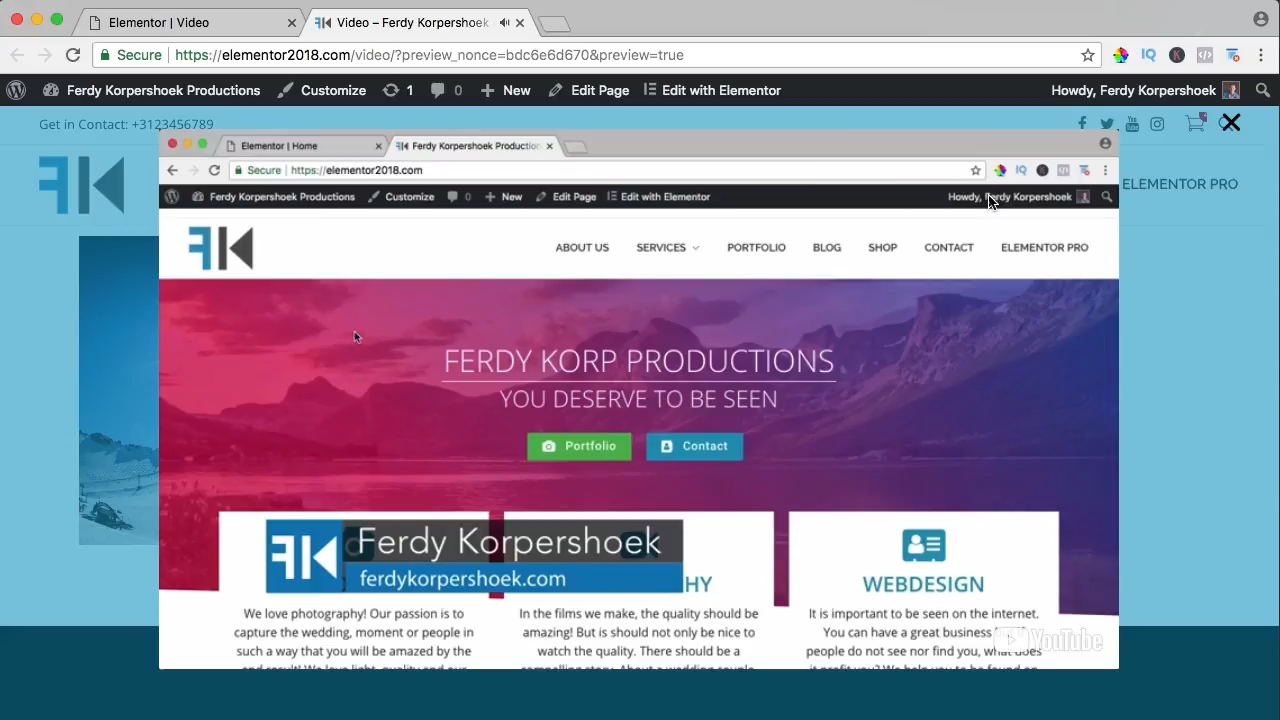 Elementor | Video
Video – Ferdy Korpershoek
Secure
https://elementor2018.com/video/?preview_nonce=bdc6e6d670&preview=true
Ferdy Korpershoek Productions
Customize
1
0
New
Edit Page
Edit with Elementor
Howdy, Ferdy Korpershoek
Get in Contact: +3123456789
ELEMENTOR PRO
Elementor | Home
Ferdy Korpershoek Production
Secure
https://elementor2018.com
Ferdy Korpershoek Productions
Customize
0
New
Edit Page
Edit with Elementor
Howdy, Ferdy Korpershoek
FK
ABOUT US
SERVICES
PORTFOLIO
BLOG
SHOP
CONTACT
ELEMENTOR PRO
FERDY KORP PRODUCTIONS
YOU DESERVE TO BE SEEN
Portfolio
Contact
Ferdy Korpershoek
ferdykorpershoek.com
HY
WEBDESIGN
We love photography! Our passion is to
capture the wedding, moment or people in
such a way that you will be amazed by the
In the films we make, the quality should be
amazing! But is should not only be nice to
watch the quality. There should be a
It is important to be seen on the internet.
You can have a great business
people do not see nor find you, what does
YouTube